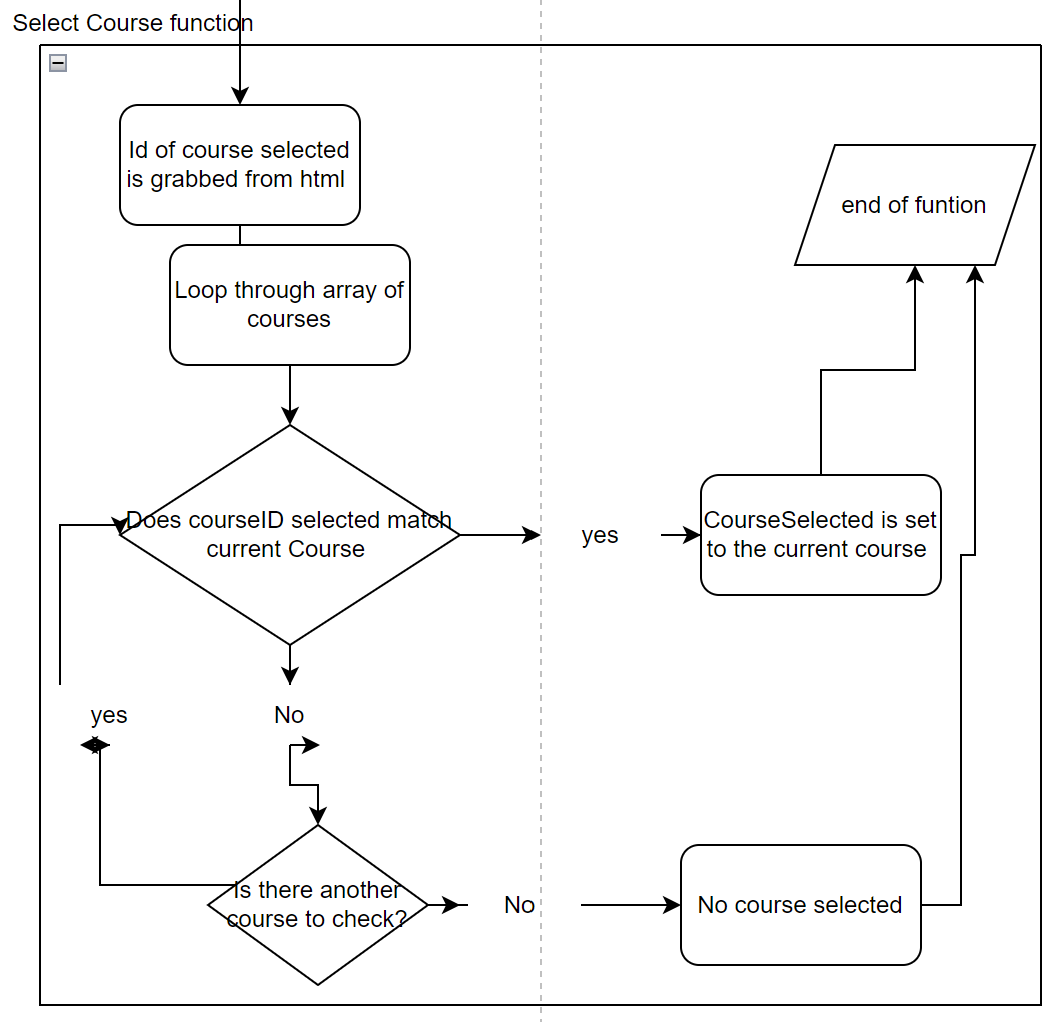 Select Course function
Id of course selected
is grabbed from html
end of funtion
Loop through array of
courses
Does courseID selected match
current Course
yes
CourseSelected is set
to the current course
yes
No
Is there another
course to check?
No
No course selected